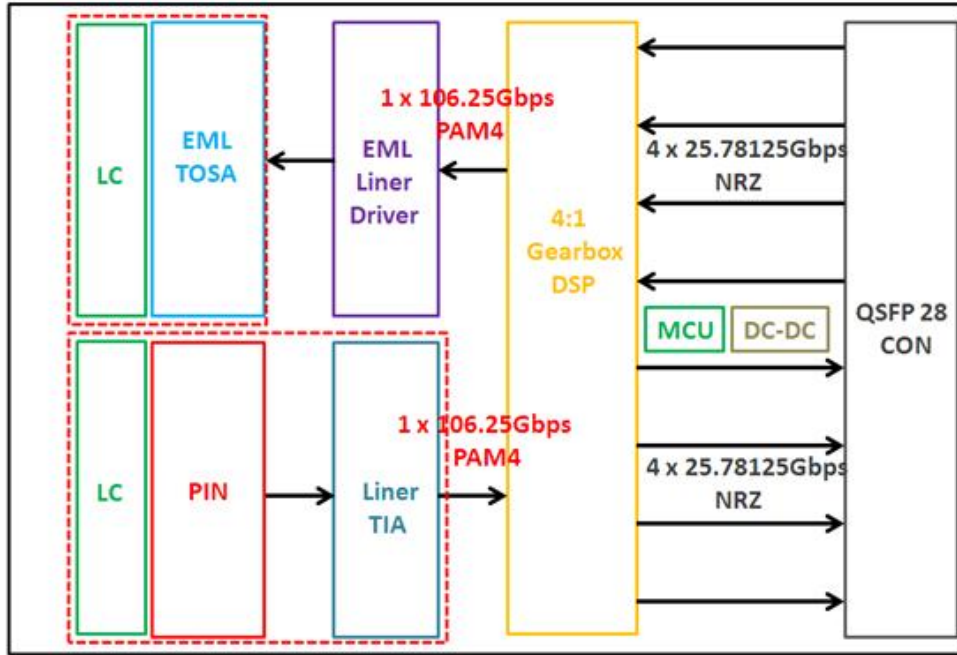 LC
EML
TOSA
EML
Liner
Driver
1 x 106.25Gbps
PAM4
4:1
Gearbox
DSP
4 x 25.78125Gbps
NRZ
MCU
DC-DC
QSFP 28
CON
LC
PIN
Liner
TIA
1 x 106.25Gbps
PAM4
4 x 25.78125Gbps
NRZ